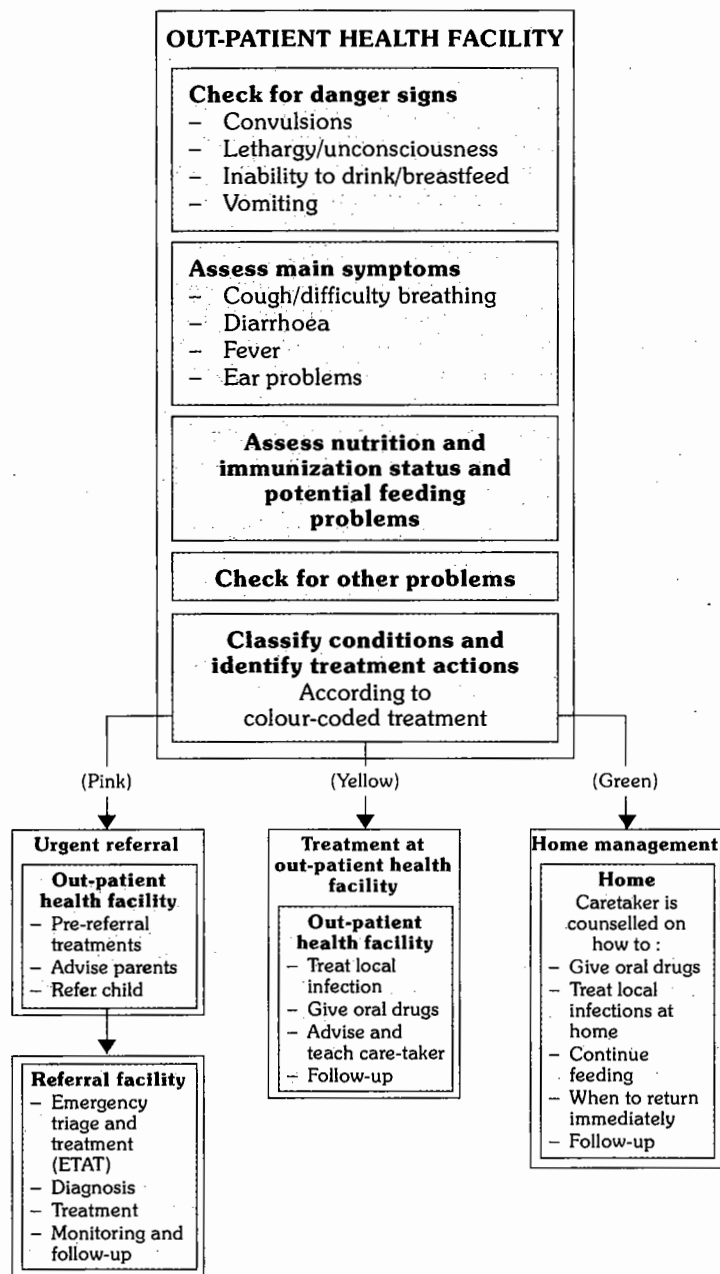 OUT-PATIENT HEALTH FACILITY
Check for danger signs
– Convulsions
– Lethargy/unconsciousness
– Inability to drink/breastfeed
– Vomiting
Assess main symptoms
– Cough/difficulty breathing
– Diarrhoea
– Fever
– Ear problems
Assess nutrition and
immunization status and
potential feeding
problems
Check for other problems
Classify conditions and
identify treatment actions
According to
colour-coded treatment
(Pink)
(Yellow)
(Green)
Urgent referral
Out-patient
health facility
– Pre-referral
treatments
– Advise parents
– Refer child
Referral facility
– Emergency
triage and
treatment
(ETAT)
– Diagnosis
– Treatment
– Monitoring and
follow-up
Treatment at
out-patient health
facility
Out-patient
health facility
– Treat local
infection
– Give oral drugs
– Advise and
teach care-taker
– Follow-up
Home management
Home
Caretaker is
counselled on
how to :
– Give oral drugs
– Treat local
infections at
home
– Continue
feeding
– When to return
immediately
– Follow-up